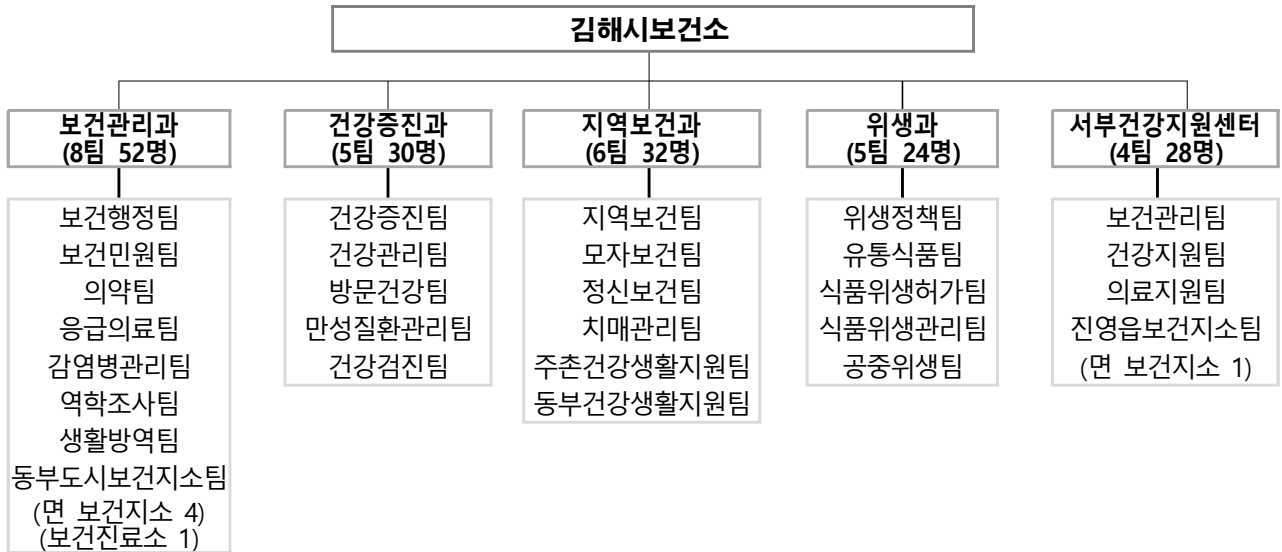 김해시보건소
보건관리과
(8팀 52명)
보건행정팀
보건민원팀
의약팀
응급의료팀
감염병관리팀
역학조사팀
생활방역팀
동부도시보건지소팀
(면 보건지소 4)
(보건진료소 1)
건강증진과
(5팀 30명)
건강증진팀
건강관리팀
방문건강팀
만성질환관리팀
건강검진팀
지역보건과
(6팀 32명)
지역보건팀
모자보건팀
정신보건팀
치매관리팀
주촌건강생활지원팀
동부건강생활지원팀
위생과
(5팀 24명)
위생정책팀
유통식품팀
식품위생허가팀
식품위생관리팀
공중위생팀
서부건강지원센터
(4팀 28명)
보건관리팀
건강지원팀
의료지원팀
진영읍보건지소팀
(면 보건지소 1)